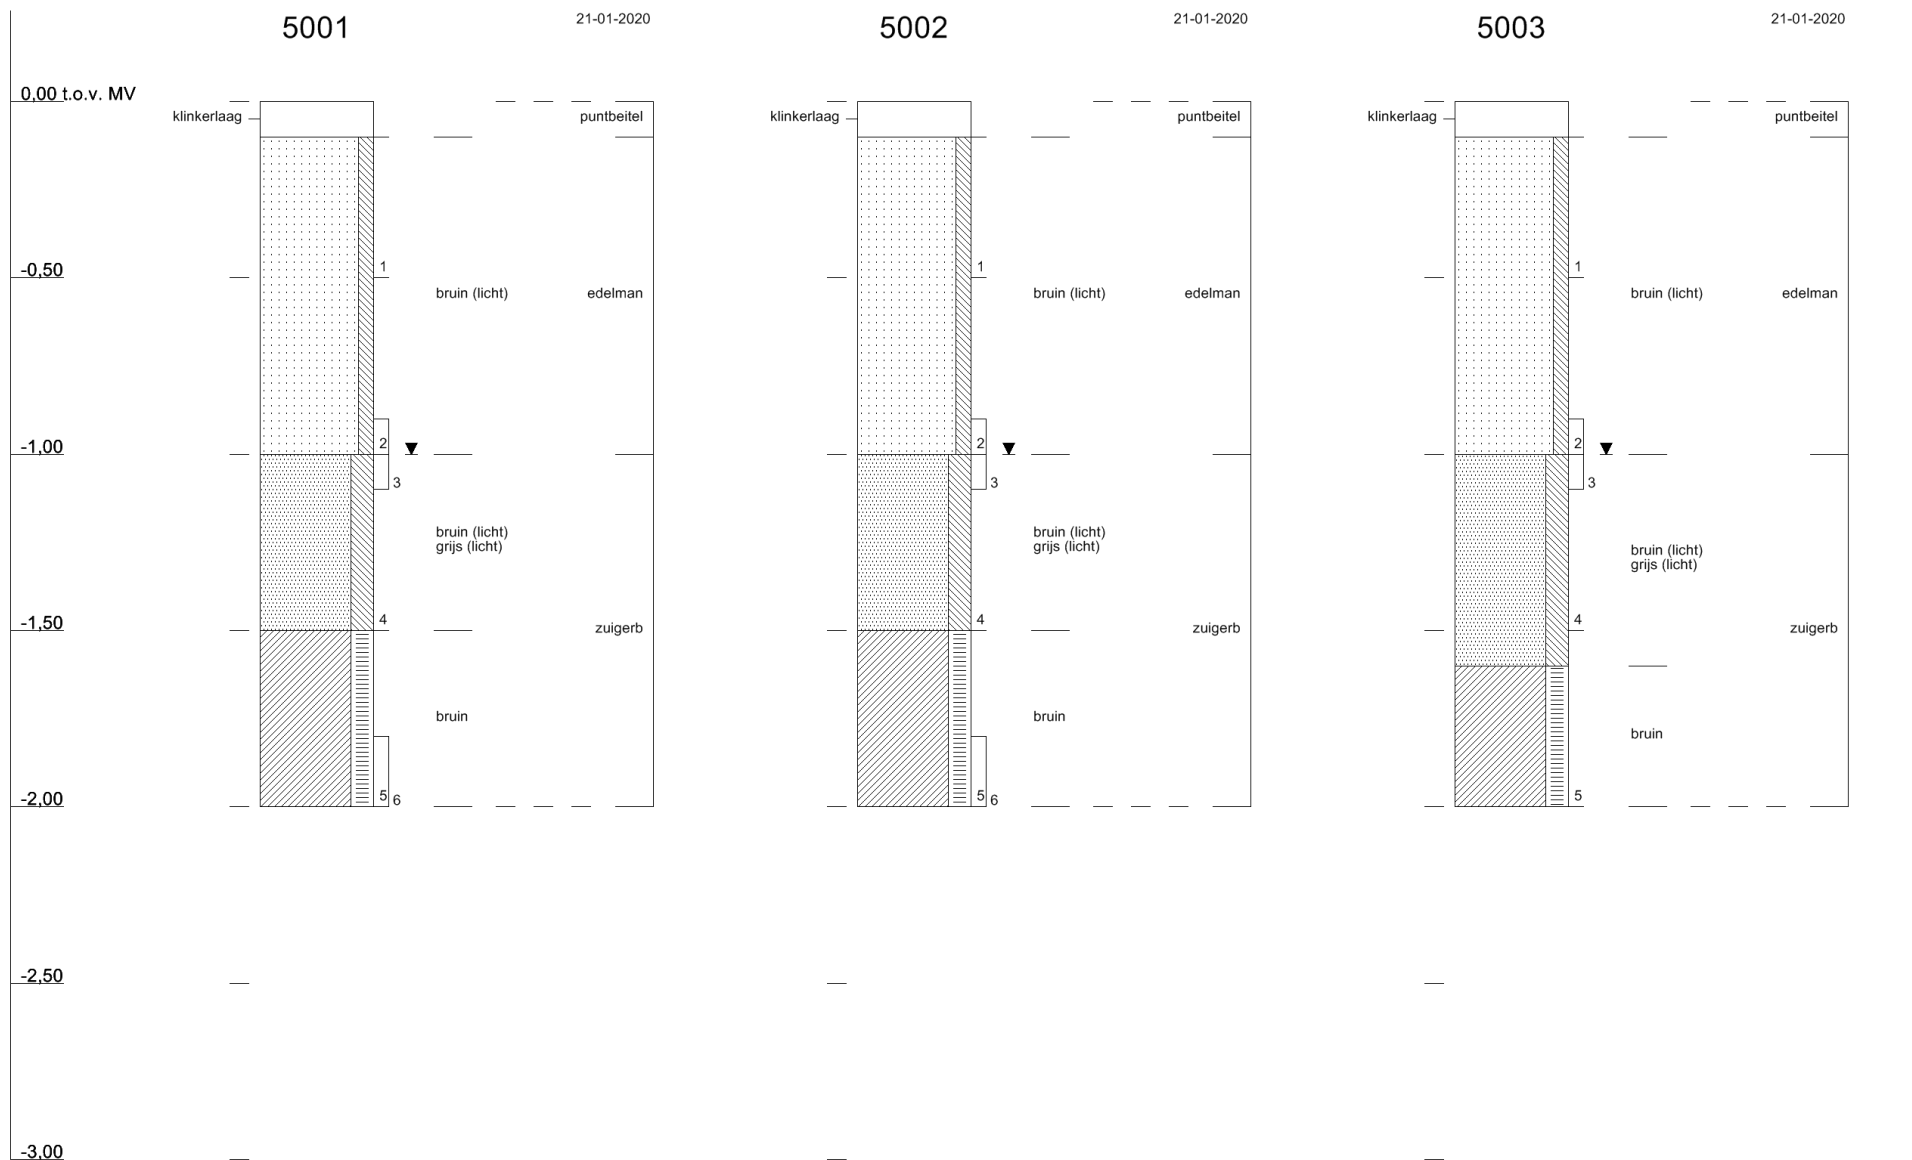 5001
21-01-2020
5002
21-01-2020
5003
21-01-2020
0,00 t.o.v. MV
klinkerlaag
puntbeitel
klinkerlaag
puntbeitel
klinkerlaag
puntbeitel
-0,50
1
bruin (licht)
edelman
1
bruin (licht)
edelman
1
bruin (licht)
edelman
-1,00
2
2
2
3
3
3
bruin (licht)
grijs (licht)
bruin (licht)
grijs (licht)
bruin (licht)
grijs (licht)
-1,50
4
zuigerb
4
zuigerb
4
zuigerb
bruin
bruin
bruin
-2,00
5
6
5
6
5
-2,50
-3,00